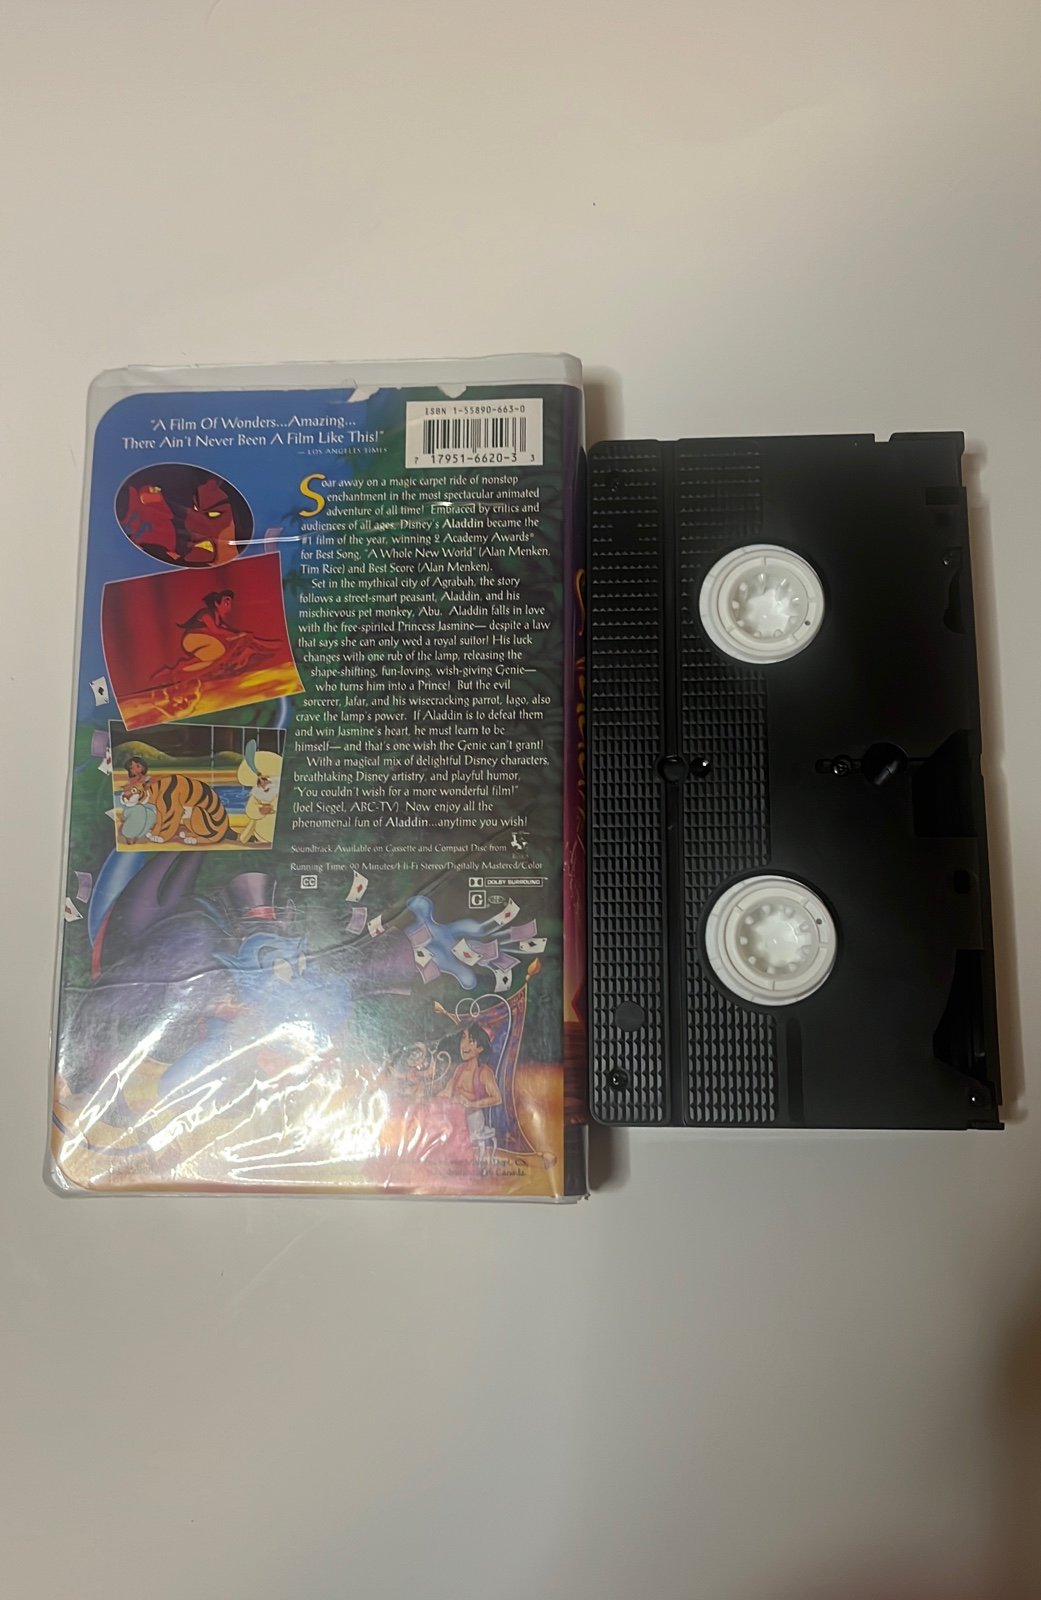 "A Film Of Wonders...Amazing...
There Ain't Never Been A Film Like This!"
— LOS ANGELES TIMES
ISBN 1-55890-663-0
7 17951-6620-3 3
Soar away on a magic carpet ride of nonstop
enchantment in the most spectacular animated
adventure of all time! Embraced by critics and
audiences of all ages, Disney's Aladdin became the
#1 film of the year, winning 2 Academy Awards®
for Best Song, "A Whole New World" (Alan Menken,
Tim Rice) and Best Score (Alan Menken).
Set in the mythical city of Agrabah, the story
follows a street-smart peasant, Aladdin, and his
mischievous pet monkey, Abu. Aladdin falls in love
with the free-spirited Princess Jasmine— despite a law
that says she can only wed a royal suitor! His luck
changes with one rub of the lamp, releasing the
shape-shifting, fun-loving, wish-giving Genie—
who turns him into a Prince! But the evil
sorcerer, Jafar, and his wisecracking parrot, Iago, also
crave the lamp's power. If Aladdin is to defeat them
and win Jasmine's heart, he must learn to be
himself— and that's one wish the Genie can't grant!
With a magical mix of delightful Disney characters,
breathtaking Disney artistry, and playful humor,
"You couldn't wish for a more wonderful film!"
(Joel Siegel, ABC-TV) Now enjoy all the
phenomenal fun of Aladdin...anytime you wish!
Soundtrack Available on Cassette and Compact Disc from
Running Time: 90 Minutes/Hi-Fi Stereo/Digitally Mastered/Color
CC
DOLBY SURROUND™
G
Canada.